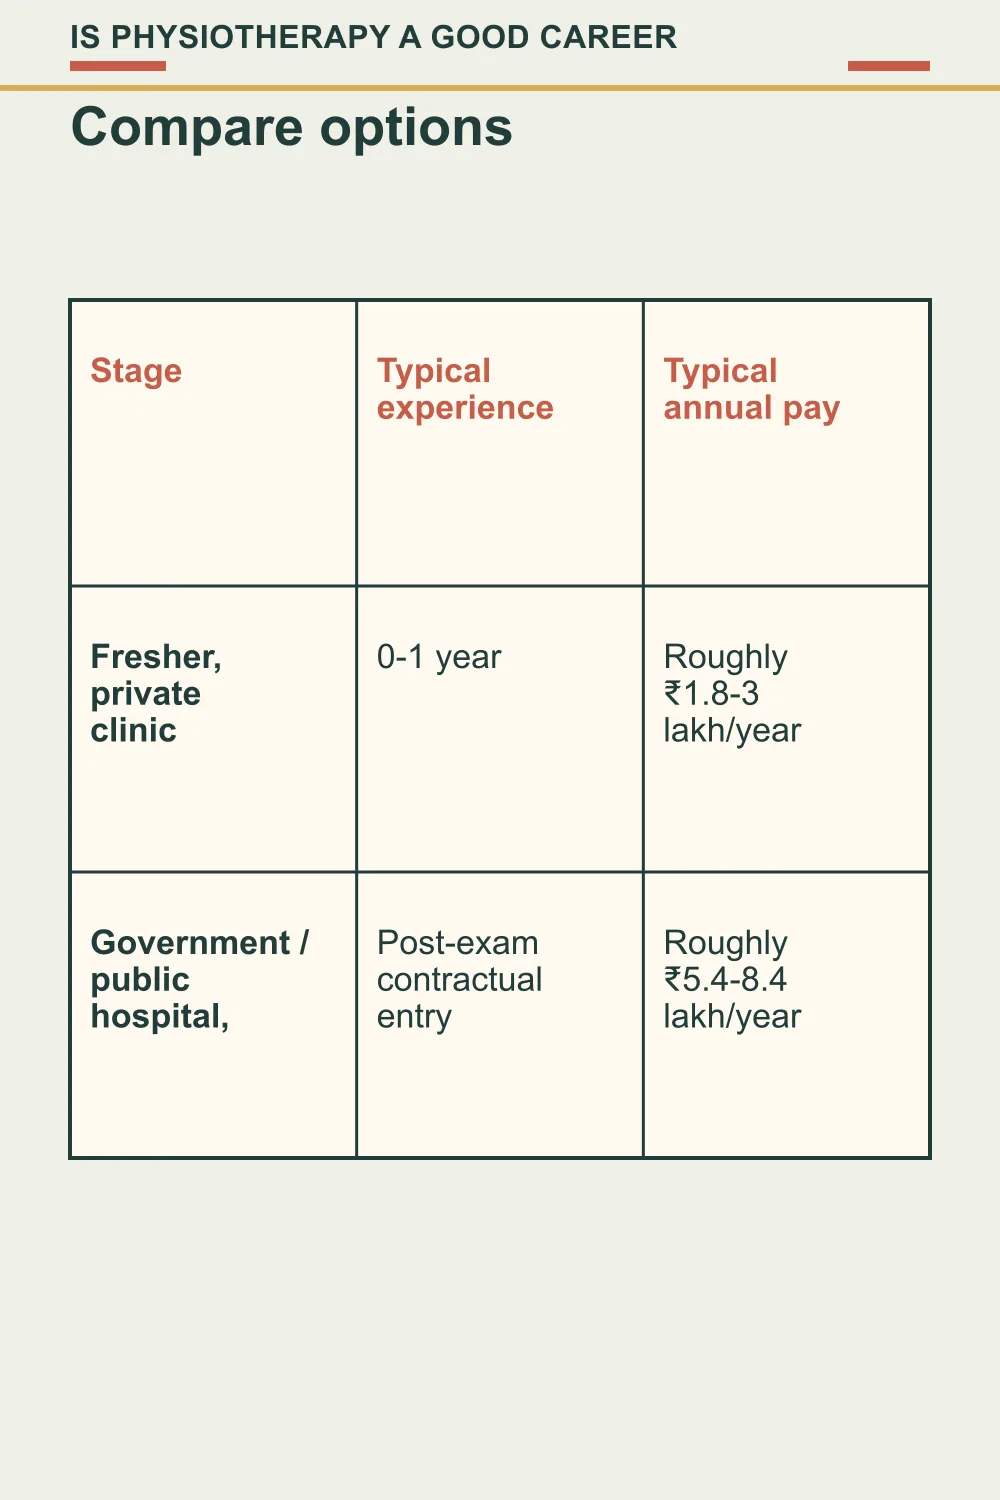 IS PHYSIOTHERAPY A GOOD CAREER
Compare options
Stage
Typical
experience
Typical
annual pay
Fresher,
private
clinic
0-1 year
Roughly
₹1.8-3
lakh/year
Government /
public
hospital,
Post-exam
contractual
entry
Roughly
₹5.4-8.4
lakh/year